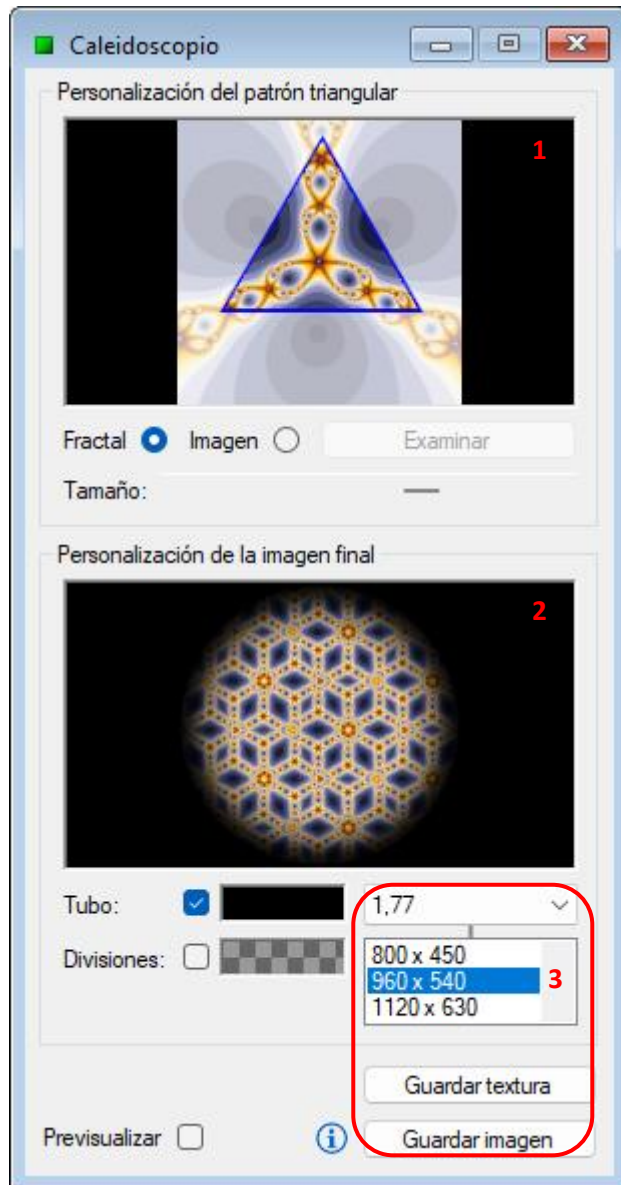 Caleidoscopio
Personalización del patrón triangular
1
Fractal Imagen Examinar
Tamaño:
Personalización de la imagen final
2
Tubo: 1,77
Divisiones: 800 x 450
960 x 540 3
1120 x 630
Guardar textura
Previsualizar i Guardar imagen